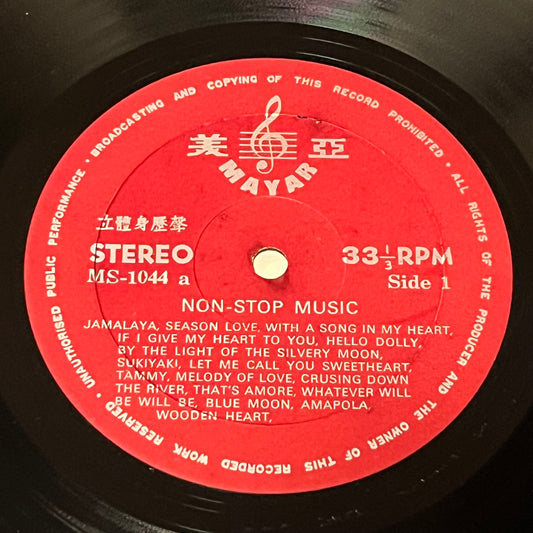 美亞
MAYAR
立體身歷聲
STEREO
MS-1044 a
33⅓-RPM
Side 1
NON-STOP MUSIC
JAMALAYA, SEASON LOVE, WITH A SONG IN MY HEART,
IF I GIVE MY HEART TO YOU, HELLO DOLLY,
BY THE LIGHT OF THE SILVERY MOON,
SUKIYAKI, LET ME CALL YOU SWEETHEART,
TAMMY, MELODY OF LOVE, CRUSING DOWN
THE RIVER, THAT'S AMORE, WHATEVER WILL
BE WILL BE, BLUE MOON, AMAPOLA,
WOODEN HEART,
• ALL RIGHTS OF THE PRODUCER AND THE OWNER OF THIS RECORDED WORK RESERVED • UNAUTHORISED PUBLIC PERFORMANCE • BROADCASTING AND COPYING OF THIS RECORD PROHIBITED